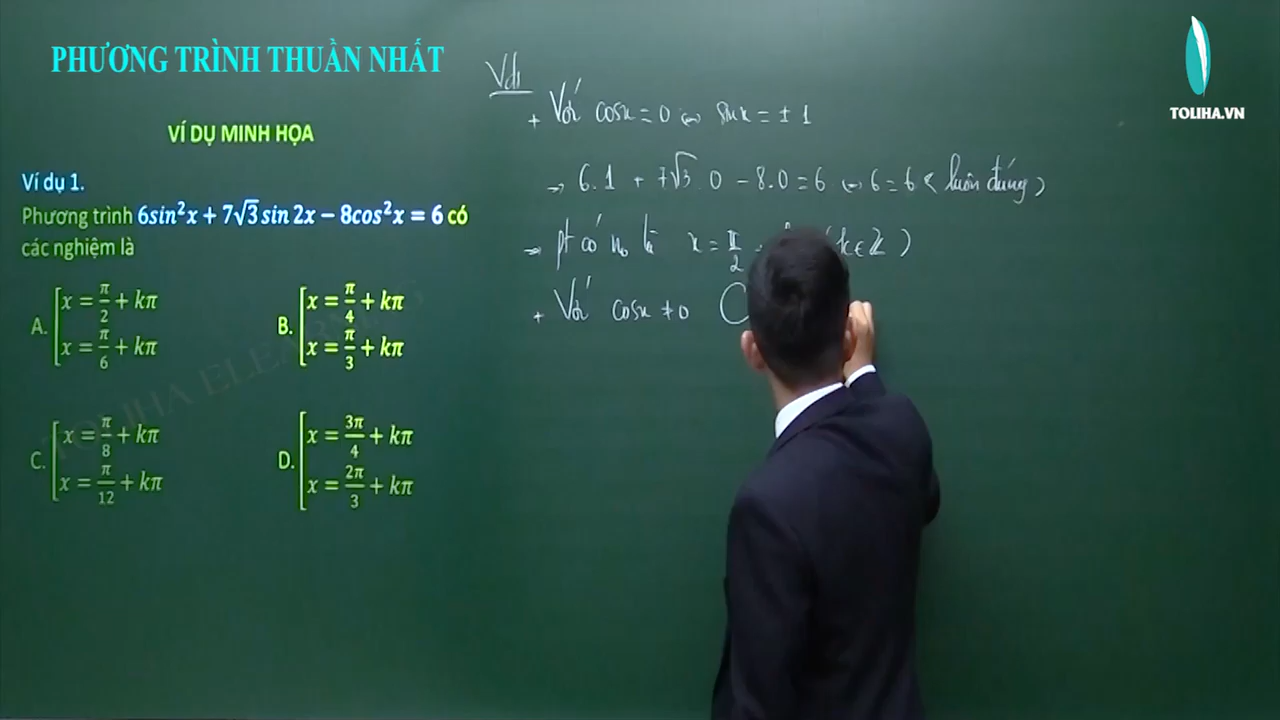 PHƯƠNG TRÌNH THUẦN NHẤT
TOLIHA.VN
VÍ DỤ MINH HỌA
Ví dụ 1.
Phương trình 6sin²x + 7√3 sin 2x − 8cos²x = 6 có
các nghiệm là
A. [x = π/2 + kπ
x = π/6 + kπ
B. [x = π/4 + kπ
x = π/3 + kπ
C. [x = π/8 + kπ
x = π/12 + kπ
D. [x = 3π/4 + kπ
x = 2π/3 + kπ
Vd1
+ Với cosx = 0 ⇔ sinx = ± 1
⇒ 6.1 + 7√3.0 − 8.0 = 6 ⇔ 6 = 6 (luôn đúng)
⇒ pt có no là x = π/2 (k ∈ Z)
+ Với cosx ≠ 0